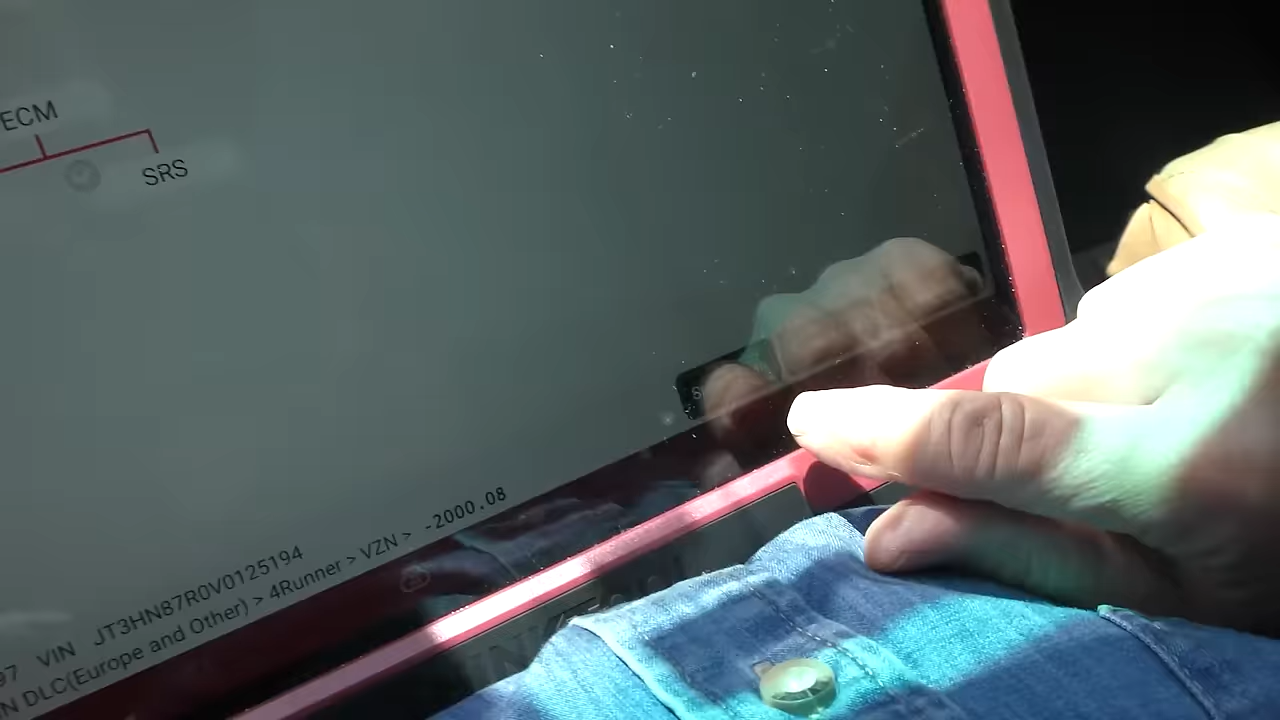 ECM
SRS
97 VIN JT3HN87R0V0125194
N DLC(Europe and Other) > 4Runner > VZN > -2000.08